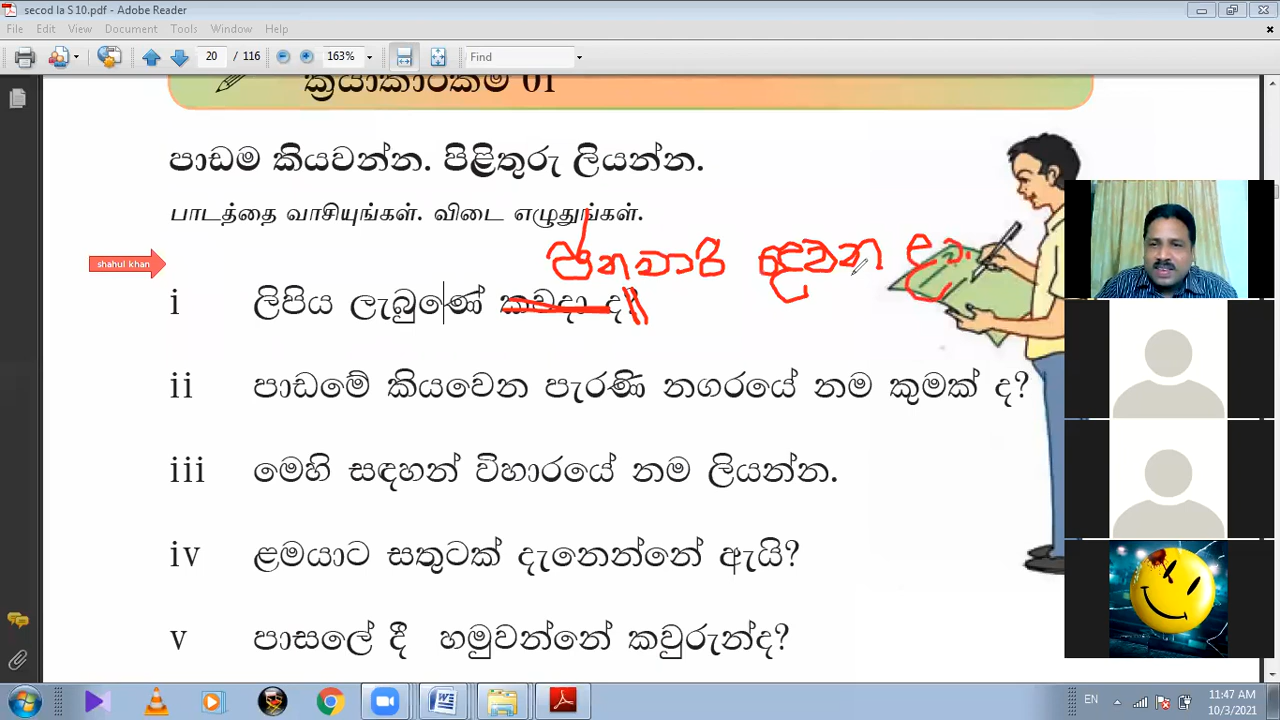 secod la S 10.pdf - Adobe Reader
File Edit View Document Tools Window Help
20 / 116 163% Find
ක්‍රියාකාරකම 01
පාඩම කියවන්න. පිළිතුරු ලියන්න.
பாடத்தை வாசியுங்கள். விடை எழுதுங்கள்.
shahul khan
i ලිපිය ලැබුණේ කවදා ද?
ii පාඩමේ කියවෙන පැරණි නගරයේ නම කුමක් ද?
iii මෙහි සඳහන් විහාරයේ නම ලියන්න.
iv ළමයාට සතුටක් දැනෙන්නේ ඇයි?
v පාසලේ දී හමුවන්නේ කවුරුන්ද?
EN 11:47 AM
10/3/2021